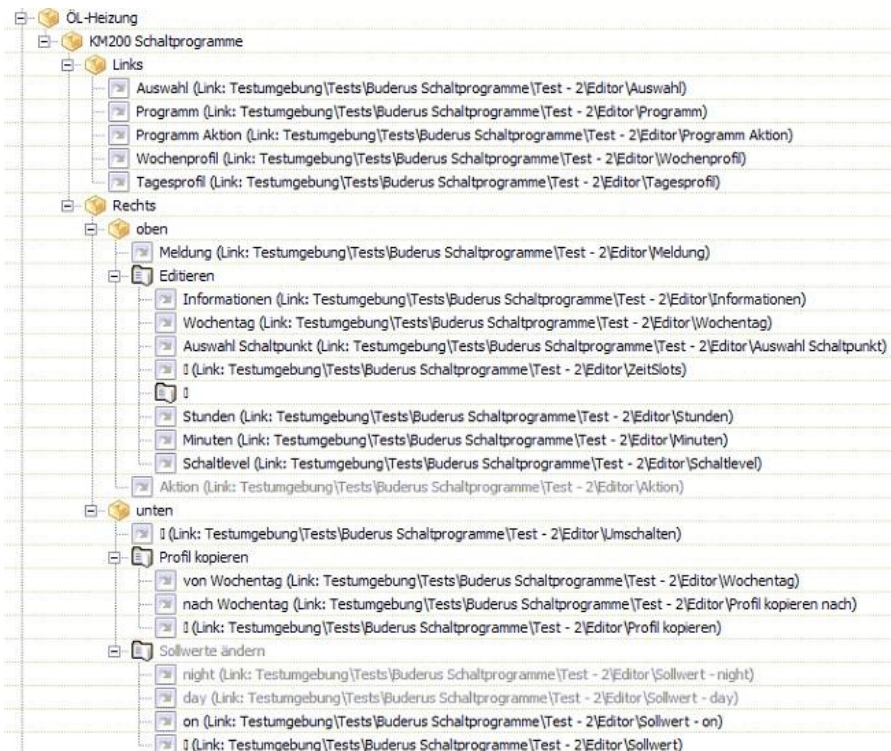 ÖL-Heizung
KM200 Schaltprogramme
Links
Auswahl (Link: Testumgebung\Tests\Buderus Schaltprogramme\Test - 2\Editor\Auswahl)
Programm (Link: Testumgebung\Tests\Buderus Schaltprogramme\Test - 2\Editor\Programm)
Programm Aktion (Link: Testumgebung\Tests\Buderus Schaltprogramme\Test - 2\Editor\Programm Aktion)
Wochenprofil (Link: Testumgebung\Tests\Buderus Schaltprogramme\Test - 2\Editor\Wochenprofil)
Tagesprofil (Link: Testumgebung\Tests\Buderus Schaltprogramme\Test - 2\Editor\Tagesprofil)
Rechts
oben
Meldung (Link: Testumgebung\Tests\Buderus Schaltprogramme\Test - 2\Editor\Meldung)
Editieren
Informationen (Link: Testumgebung\Tests\Buderus Schaltprogramme\Test - 2\Editor\Informationen)
Wochentag (Link: Testumgebung\Tests\Buderus Schaltprogramme\Test - 2\Editor\Wochentag)
Auswahl Schaltpunkt (Link: Testumgebung\Tests\Buderus Schaltprogramme\Test - 2\Editor\Auswahl Schaltpunkt)
▯ (Link: Testumgebung\Tests\Buderus Schaltprogramme\Test - 2\Editor\ZeitSlots)
▯
Stunden (Link: Testumgebung\Tests\Buderus Schaltprogramme\Test - 2\Editor\Stunden)
Minuten (Link: Testumgebung\Tests\Buderus Schaltprogramme\Test - 2\Editor\Minuten)
Schaltlevel (Link: Testumgebung\Tests\Buderus Schaltprogramme\Test - 2\Editor\Schaltlevel)
Aktion (Link: Testumgebung\Tests\Buderus Schaltprogramme\Test - 2\Editor\Aktion)
unten
▯ (Link: Testumgebung\Tests\Buderus Schaltprogramme\Test - 2\Editor\Umschalten)
Profil kopieren
von Wochentag (Link: Testumgebung\Tests\Buderus Schaltprogramme\Test - 2\Editor\Wochentag)
nach Wochentag (Link: Testumgebung\Tests\Buderus Schaltprogramme\Test - 2\Editor\Profil kopieren nach)
▯ (Link: Testumgebung\Tests\Buderus Schaltprogramme\Test - 2\Editor\Profil kopieren)
Sollwerte ändern
night (Link: Testumgebung\Tests\Buderus Schaltprogramme\Test - 2\Editor\Sollwert - night)
day (Link: Testumgebung\Tests\Buderus Schaltprogramme\Test - 2\Editor\Sollwert - day)
on (Link: Testumgebung\Tests\Buderus Schaltprogramme\Test - 2\Editor\Sollwert - on)
▯ (Link: Testumgebung\Tests\Buderus Schaltprogramme\Test - 2\Editor\Sollwert)